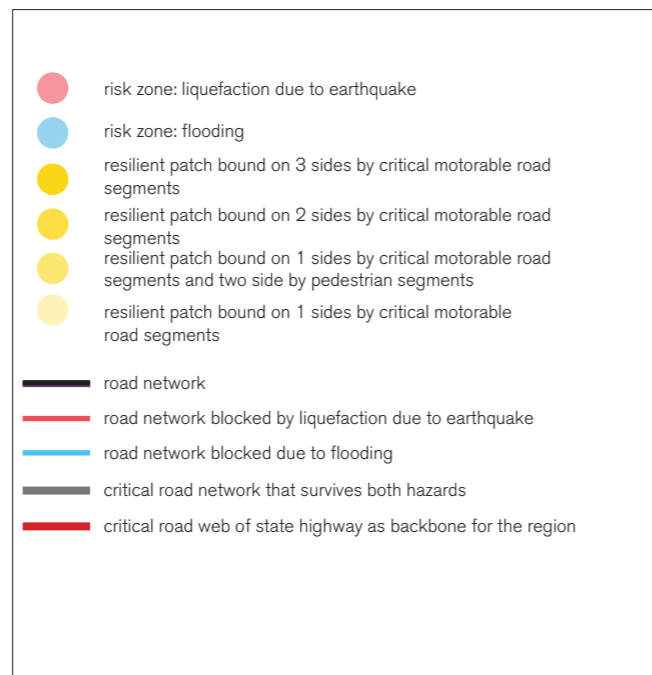 risk zone: liquefaction due to earthquake
risk zone: flooding
resilient patch bound on 3 sides by critical motorable road
segments
resilient patch bound on 2 sides by critical motorable road
segments
resilient patch bound on 1 sides by critical motorable road
segments and two side by pedestrian segments
resilient patch bound on 1 sides by critical motorable
road segments
road network
road network blocked by liquefaction due to earthquake
road network blocked due to flooding
critical road network that survives both hazards
critical road web of state highway as backbone for the region